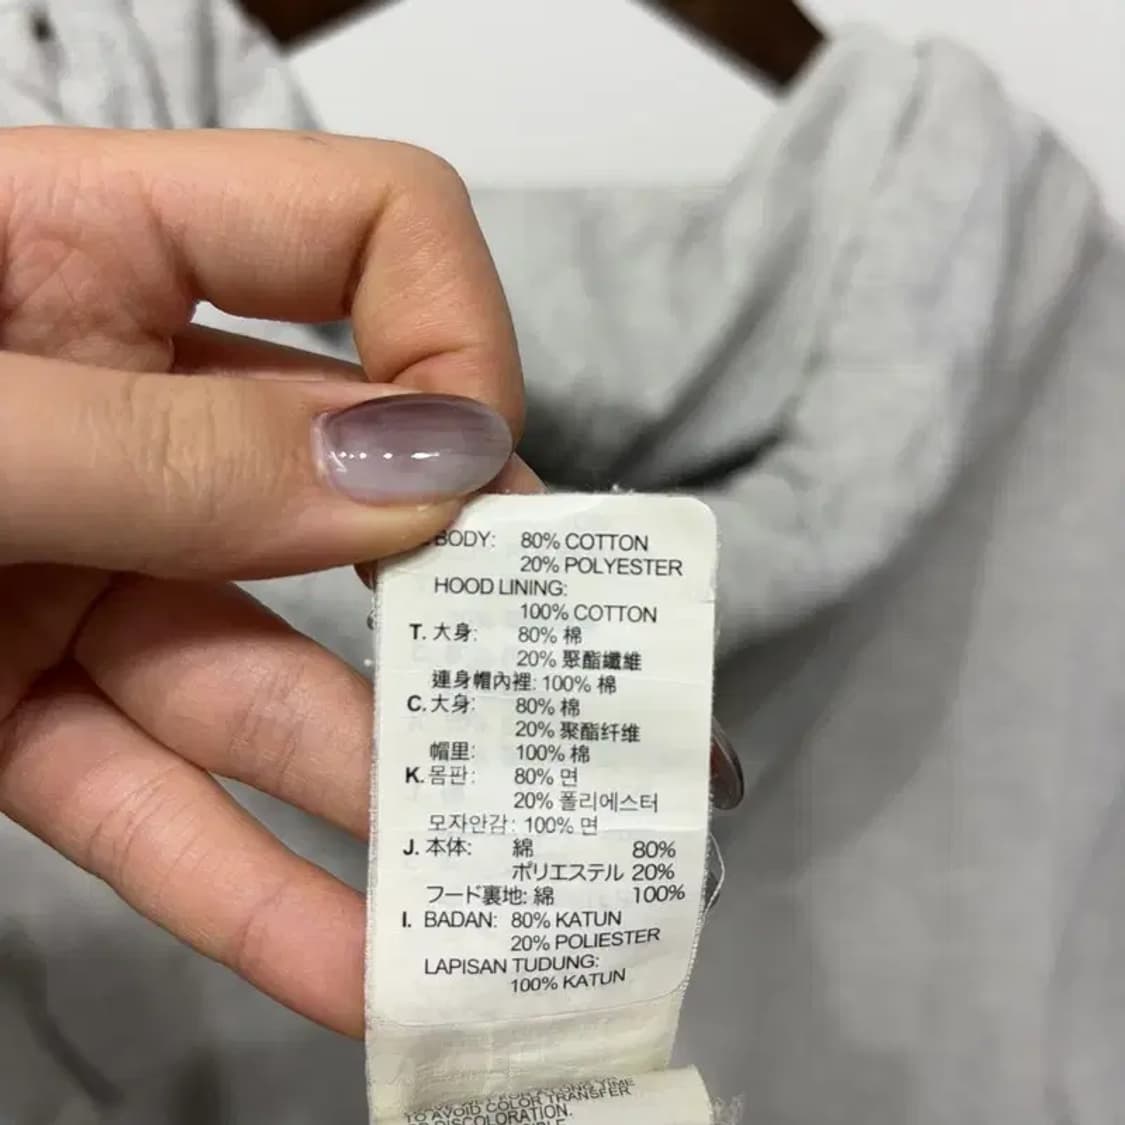 BODY: 80% COTTON
20% POLYESTER
HOOD LINING:
100% COTTON
T. 大身: 80% 棉
20% 聚酯纖維
連身帽內裡: 100% 棉
C. 大身: 80% 棉
20% 聚酯纤维
帽里: 100% 棉
K. 몸판: 80% 면
20% 폴리에스터
모자안감: 100% 면
J. 本体: 綿 80%
ポリエステル 20%
フード裏地: 綿 100%
I. BADAN: 80% KATUN
20% POLIESTER
LAPISAN TUDUNG:
100% KATUN
FOR A LONG TIME
TO AVOID COLOR TRANSFER
OR DISCOLORATION.